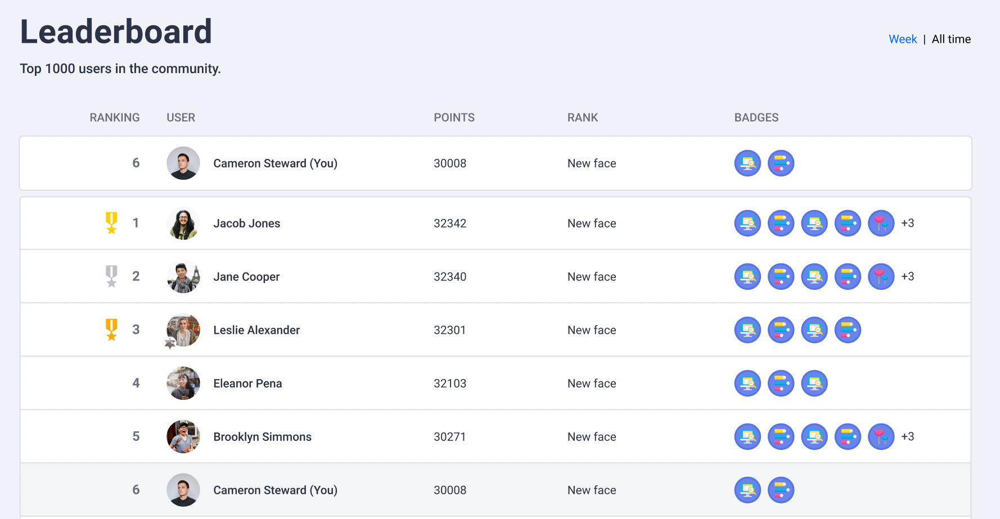 Leaderboard
Week | All time
Top 1000 users in the community.
RANKING USER POINTS RANK BADGES
6 Cameron Steward (You) 30008 New face
1 Jacob Jones 32342 New face +3
2 Jane Cooper 32340 New face +3
3 Leslie Alexander 32301 New face
4 Eleanor Pena 32103 New face
5 Brooklyn Simmons 30271 New face +3
6 Cameron Steward (You) 30008 New face